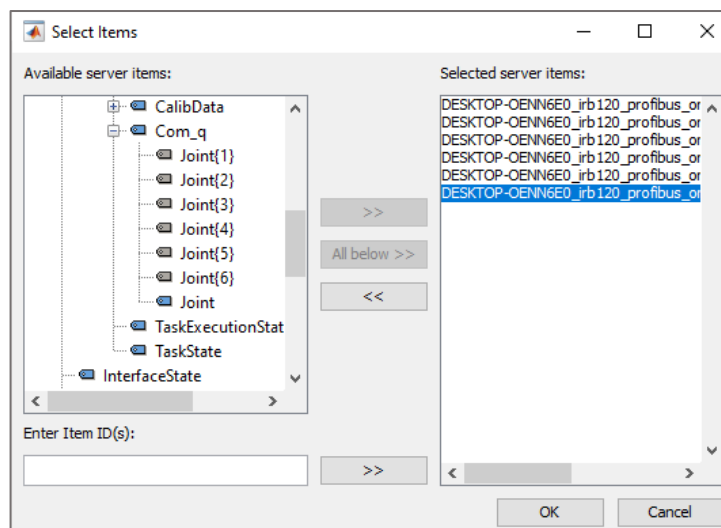 Select Items
Available server items:
CalibData
Com_q
Joint{1}
Joint{2}
Joint{3}
Joint{4}
Joint{5}
Joint{6}
Joint
TaskExecutionStat
TaskState
InterfaceState
>>
All below >>
<<
Selected server items:
DESKTOP-OENN6E0_irb120_profibus_or
DESKTOP-OENN6E0_irb120_profibus_or
DESKTOP-OENN6E0_irb120_profibus_or
DESKTOP-OENN6E0_irb120_profibus_or
DESKTOP-OENN6E0_irb120_profibus_or
DESKTOP-OENN6E0_irb120_profibus_or
Enter Item ID(s):
>>
OK
Cancel